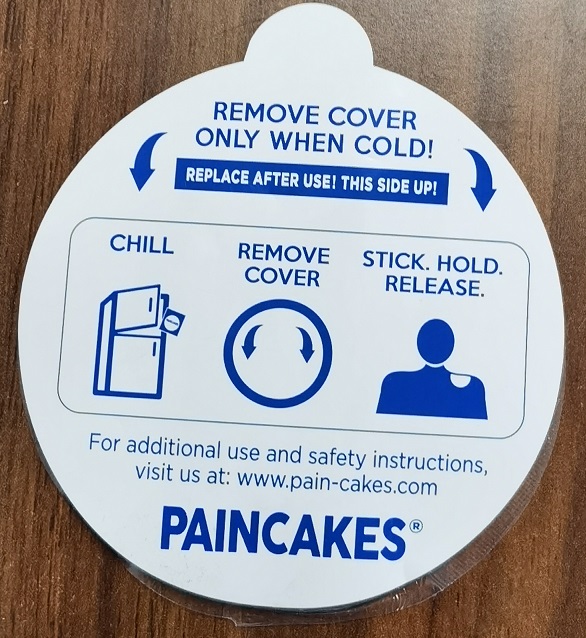 REMOVE COVER
ONLY WHEN COLD!
REPLACE AFTER USE! THIS SIDE UP!
CHILL
REMOVE
COVER
STICK. HOLD.
RELEASE.
For additional use and safety instructions,
visit us at: www.pain-cakes.com
PAINCAKES®